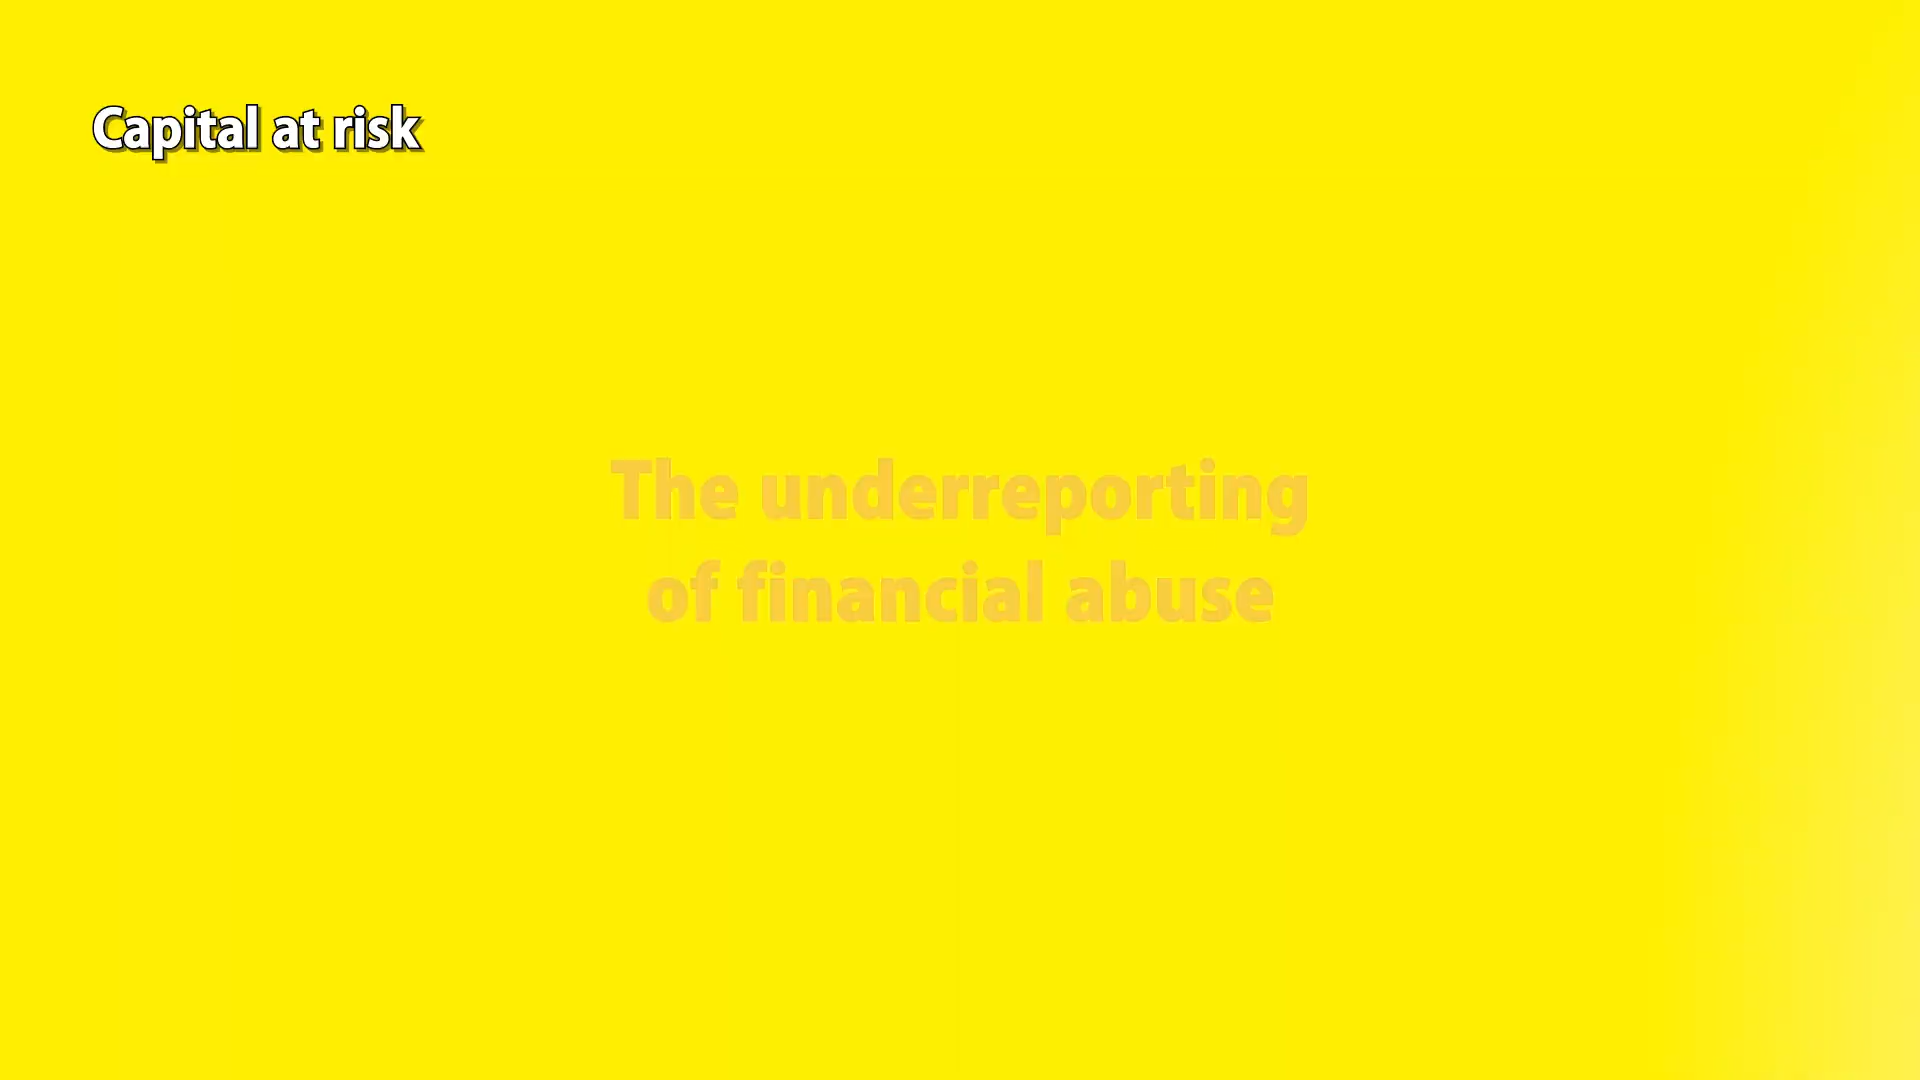 Capital at risk
The underreporting
of financial abuse